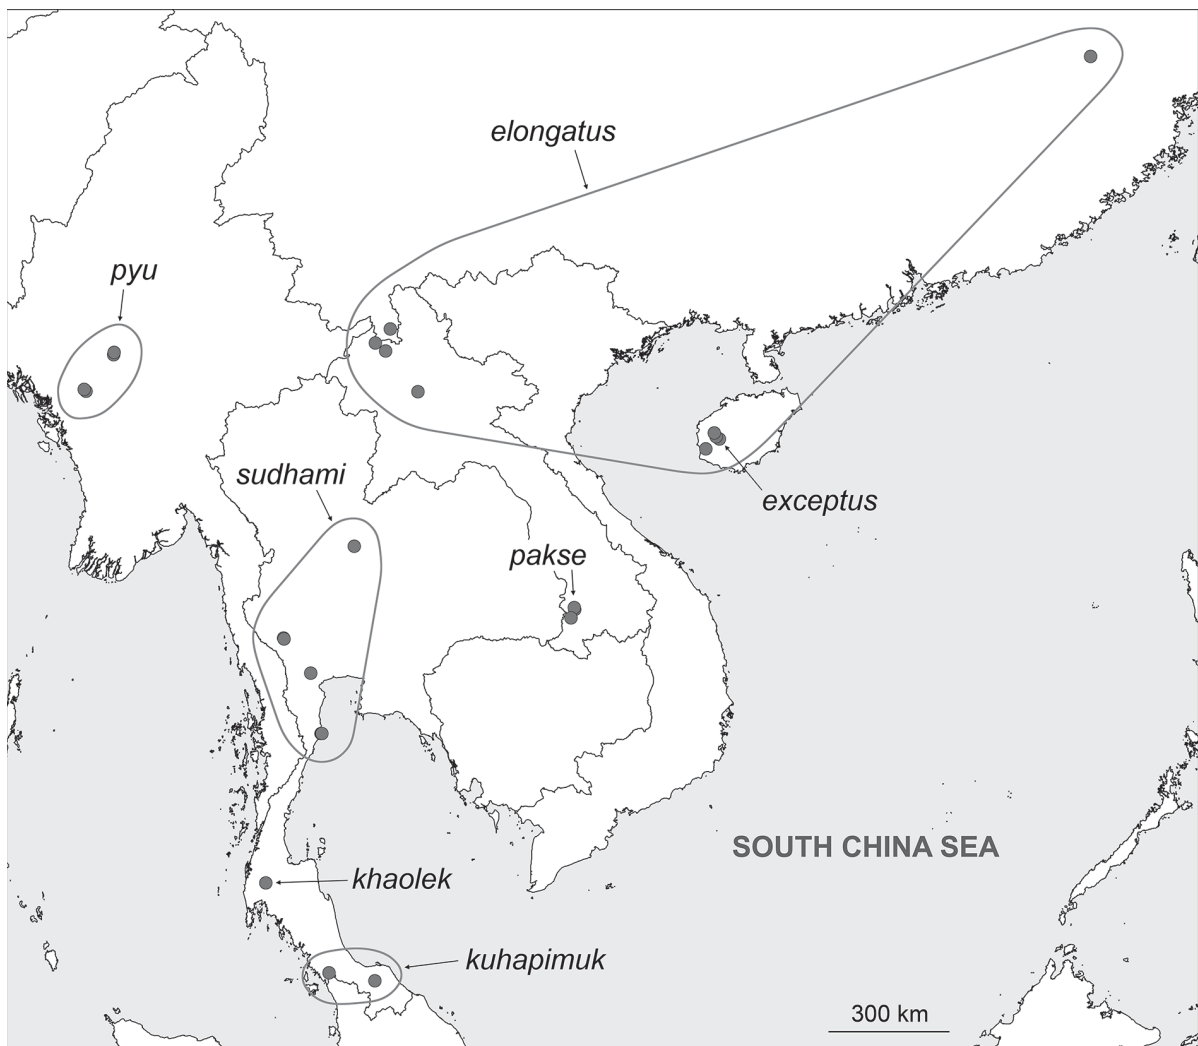 elongatus
pyu
sudhami
exceptus
pakse
SOUTH CHINA SEA
khaolek
kuhapimuk
300 km